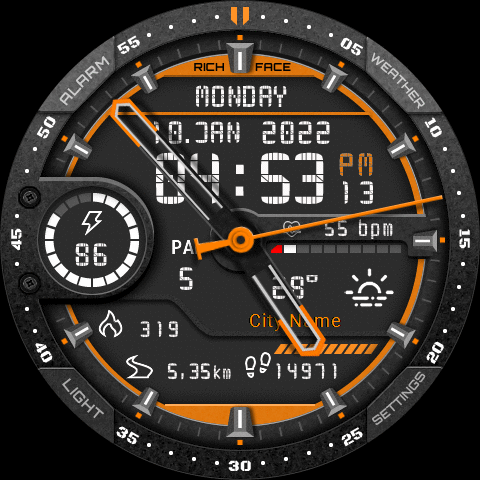 55
05
ALARM
WEATHER
RICH FACE
MONDAY
50
10
10.JAN 2022
04:53 PM
13
55 bpm
45
15
86
PA
5
29°
City Name
319
40
20
5,35km
14971
LIGHT
SETTINGS
35
25
30